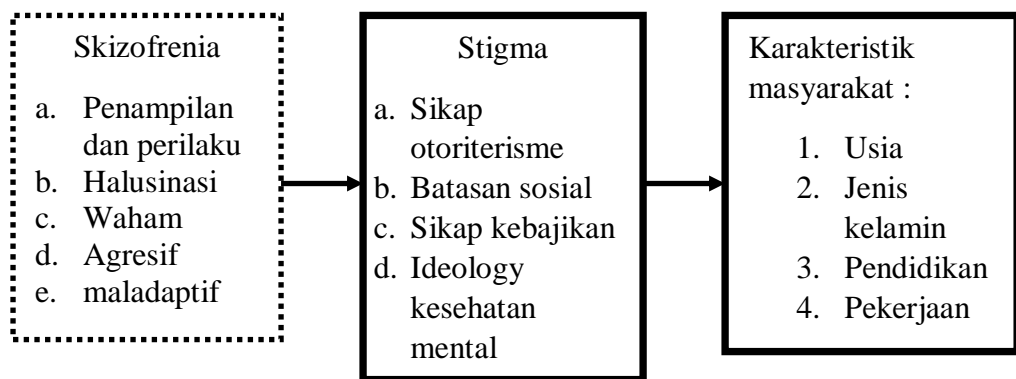 Skizofrenia
a. Penampilan
dan perilaku
b. Halusinasi
c. Waham
d. Agresif
e. maladaptif
Stigma
a. Sikap
otoriterisme
b. Batasan sosial
c. Sikap kebajikan
d. Ideology
kesehatan
mental
Karakteristik
masyarakat :
1. Usia
2. Jenis
kelamin
3. Pendidikan
4. Pekerjaan